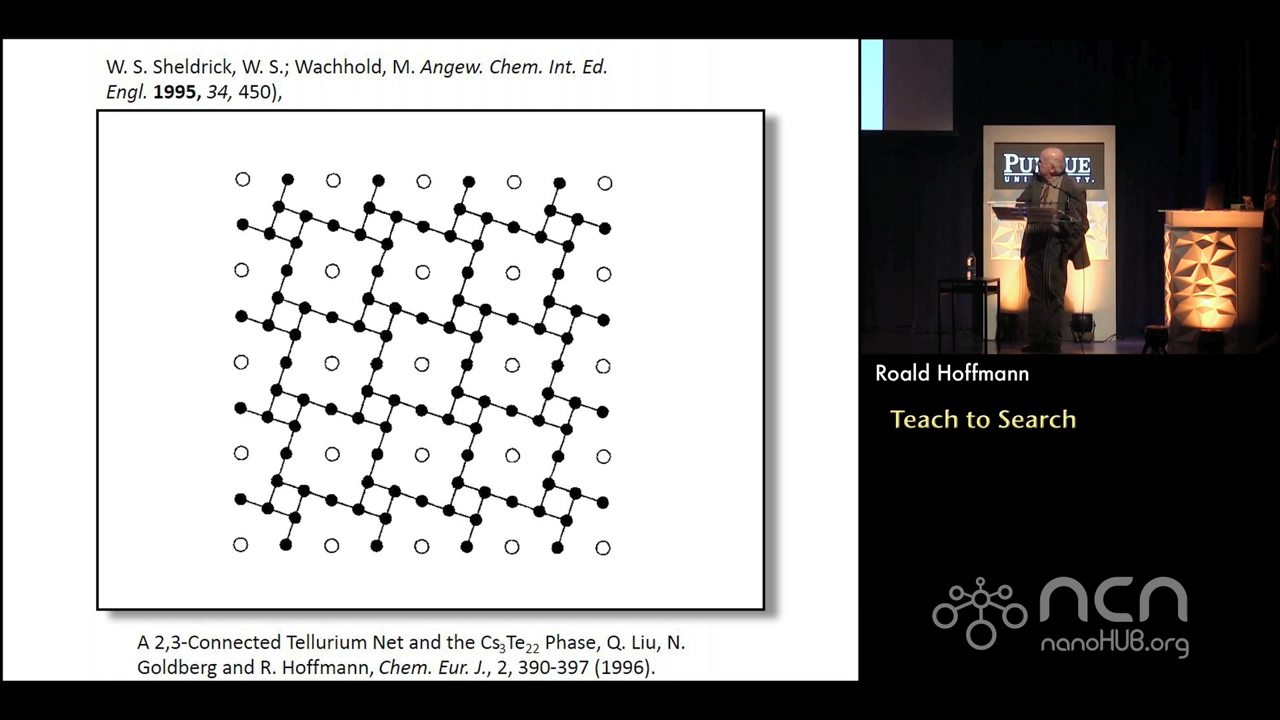 W. S. Sheldrick, W. S.; Wachhold, M. Angew. Chem. Int. Ed.
Engl. 1995, 34, 450),
A 2,3-Connected Tellurium Net and the Cs₃Te₂₂ Phase, Q. Liu, N.
Goldberg and R. Hoffmann, Chem. Eur. J., 2, 390-397 (1996).
PURDUE
UNIVERSITY.
Roald Hoffmann
Teach to Search
ncn
nanoHUB.org